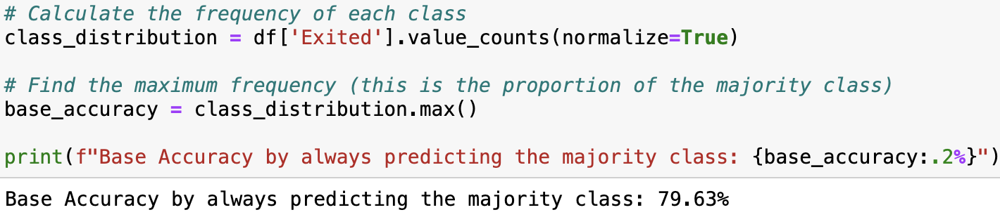 # Calculate the frequency of each class
class_distribution = df['Exited'].value_counts(normalize=True)
# Find the maximum frequency (this is the proportion of the majority class)
base_accuracy = class_distribution.max()
print(f"Base Accuracy by always predicting the majority class: {base_accuracy:.2%}")
Base Accuracy by always predicting the majority class: 79.63%